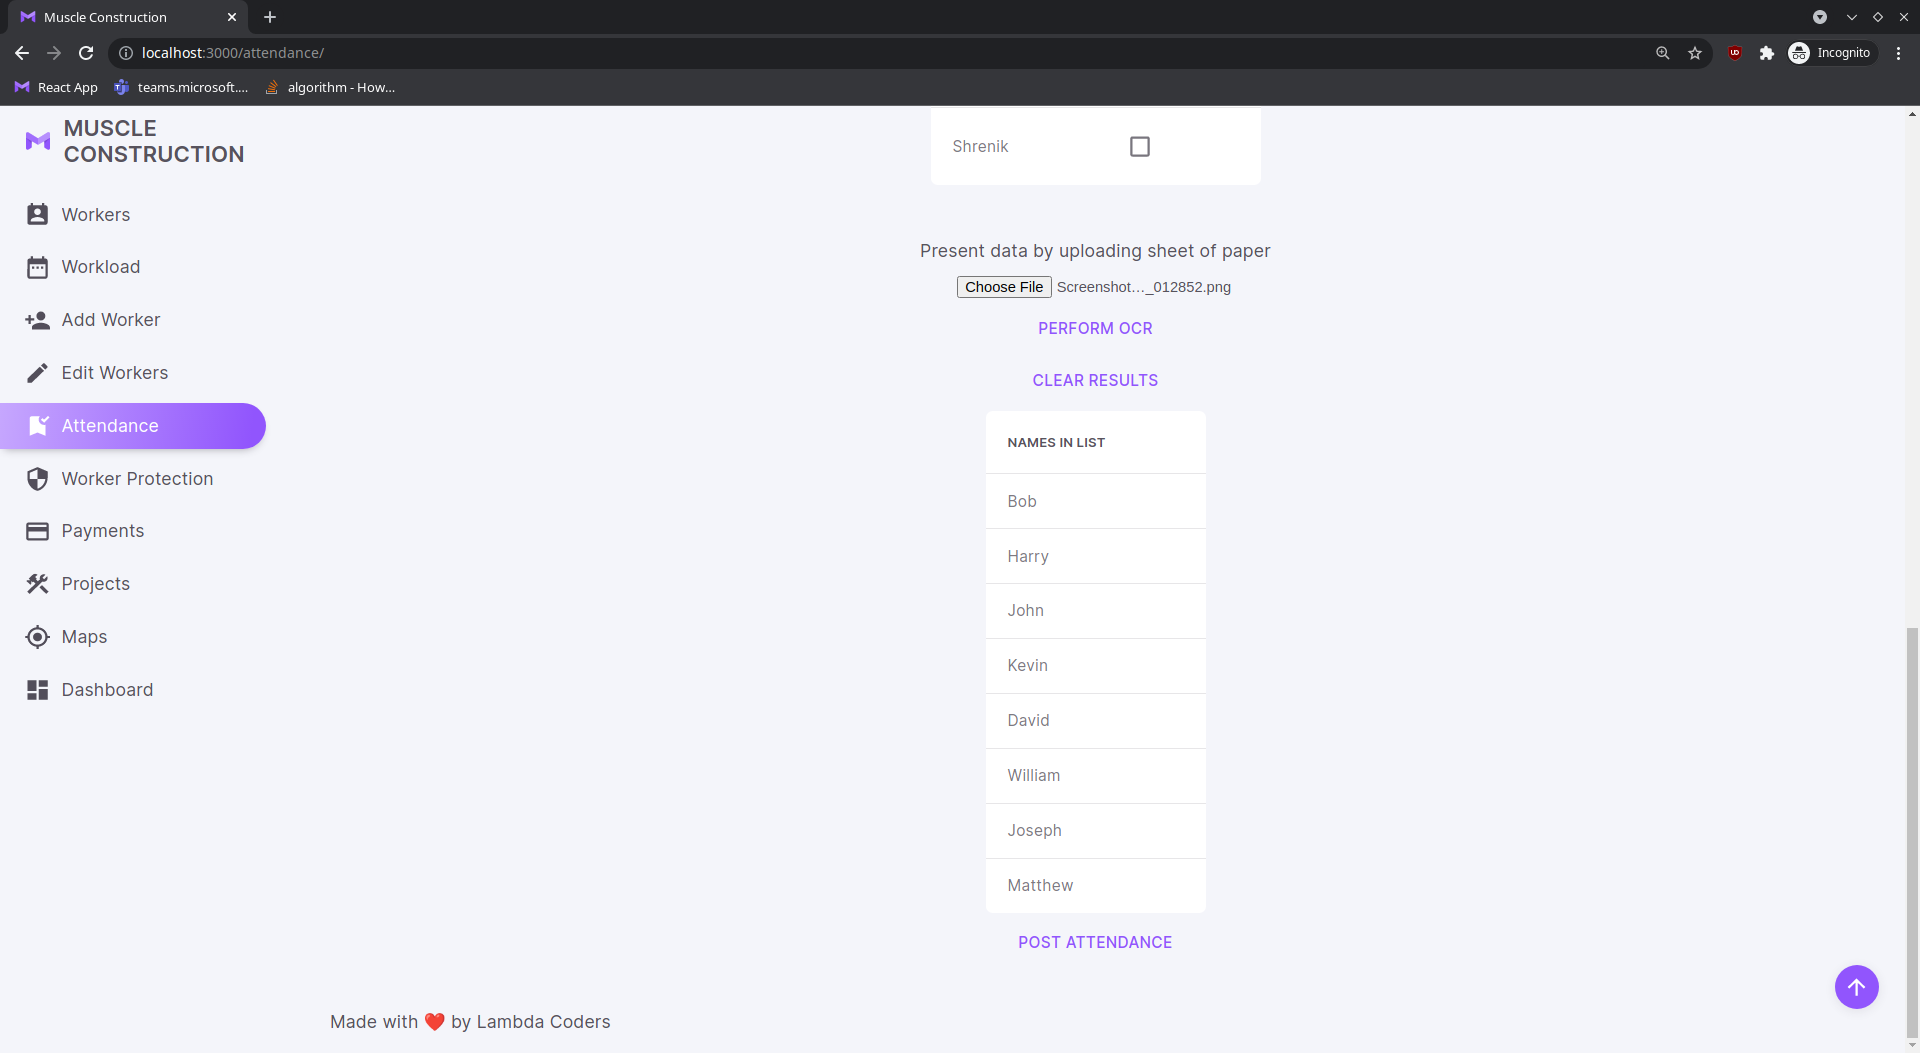 Muscle Construction
localhost:3000/attendance/
Incognito
React App
teams.microsoft....
algorithm - How...
MUSCLE
CONSTRUCTION
Workers
Workload
Add Worker
Edit Workers
Attendance
Worker Protection
Payments
Projects
Maps
Dashboard
Shrenik
Present data by uploading sheet of paper
Choose File Screenshot..._012852.png
PERFORM OCR
CLEAR RESULTS
NAMES IN LIST
Bob
Harry
John
Kevin
David
William
Joseph
Matthew
POST ATTENDANCE
Made with ❤️ by Lambda Coders